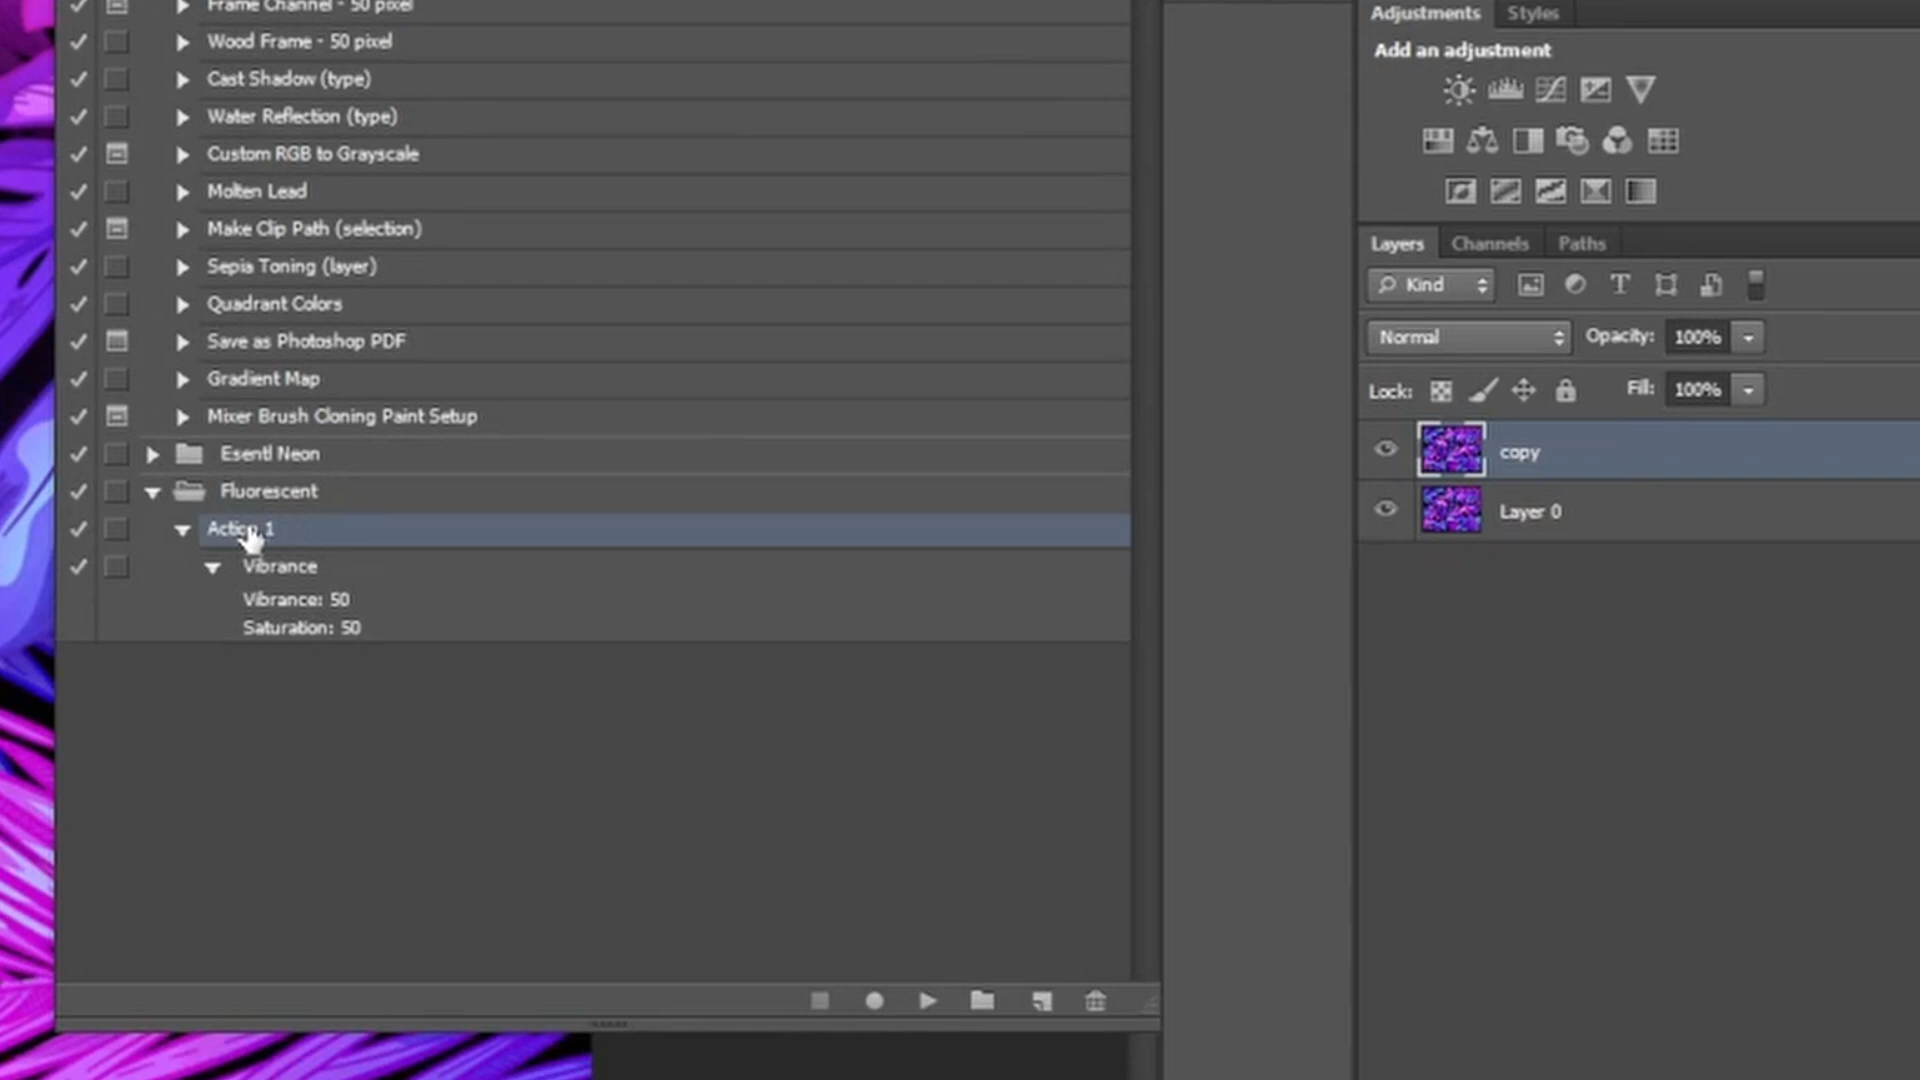 Frame Channel - 50 pixel
Wood Frame - 50 pixel
Cast Shadow (type)
Water Reflection (type)
Custom RGB to Grayscale
Molten Lead
Make Clip Path (selection)
Sepia Toning (layer)
Quadrant Colors
Save as Photoshop PDF
Gradient Map
Mixer Brush Cloning Paint Setup
Esentl Neon
Fluorescent
Action 1
Vibrance
Vibrance: 50
Saturation: 50
Adjustments Styles
Add an adjustment
Layers Channels Paths
Kind
Normal Opacity: 100%
Lock: Fill: 100%
copy
Layer 0